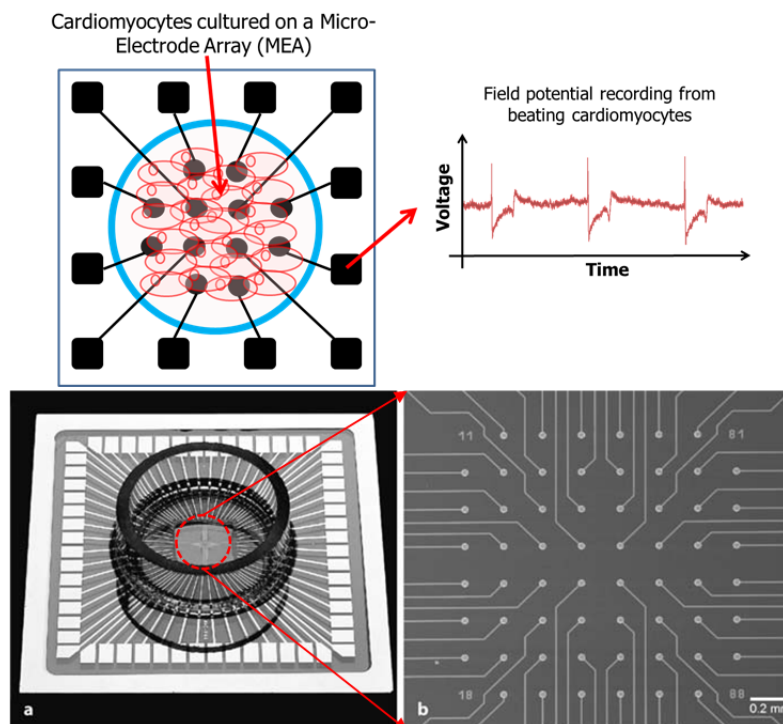 Cardiomyocytes cultured on a Micro-
Electrode Array (MEA)
Field potential recording from
beating cardiomyocytes
Voltage
Time
a
11
81
18
88
0.2 m
b